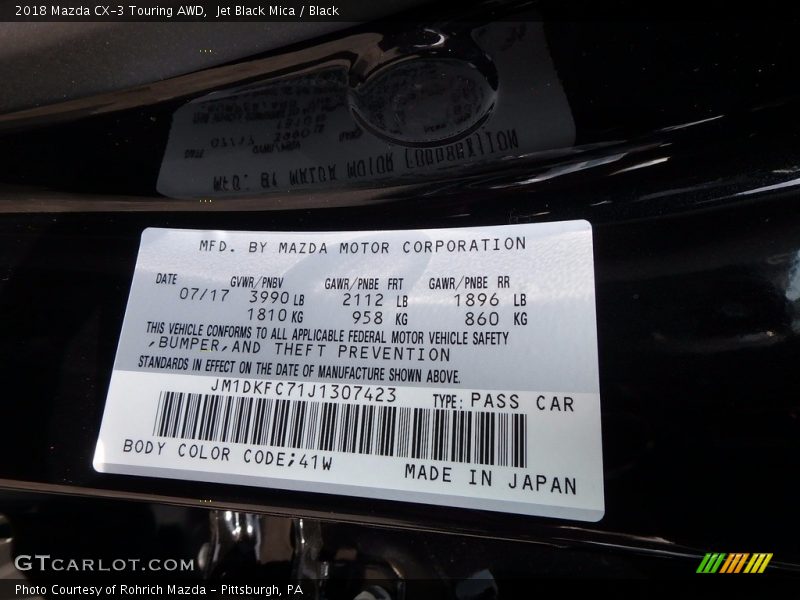 2018 Mazda CX-3 Touring AWD,  Jet Black Mica / Black
MFD. BY MAZDA MOTOR CORPORATION
DATE GVWR/PNBV GAWR/PNBE FRT GAWR/PNBE RR
07/17 3990 LB 2112 LB 1896 LB
1810 KG 958 KG 860 KG
THIS VEHICLE CONFORMS TO ALL APPLICABLE FEDERAL MOTOR VEHICLE SAFETY
,BUMPER,AND THEFT PREVENTION
STANDARDS IN EFFECT ON THE DATE OF MANUFACTURE SHOWN ABOVE.
JM1DKFC71J1307423 TYPE: PASS CAR
BODY COLOR CODE;41W
MADE IN JAPAN
GTCARLOT.COM
Photo Courtesy of Rohrich Mazda - Pittsburgh, PA